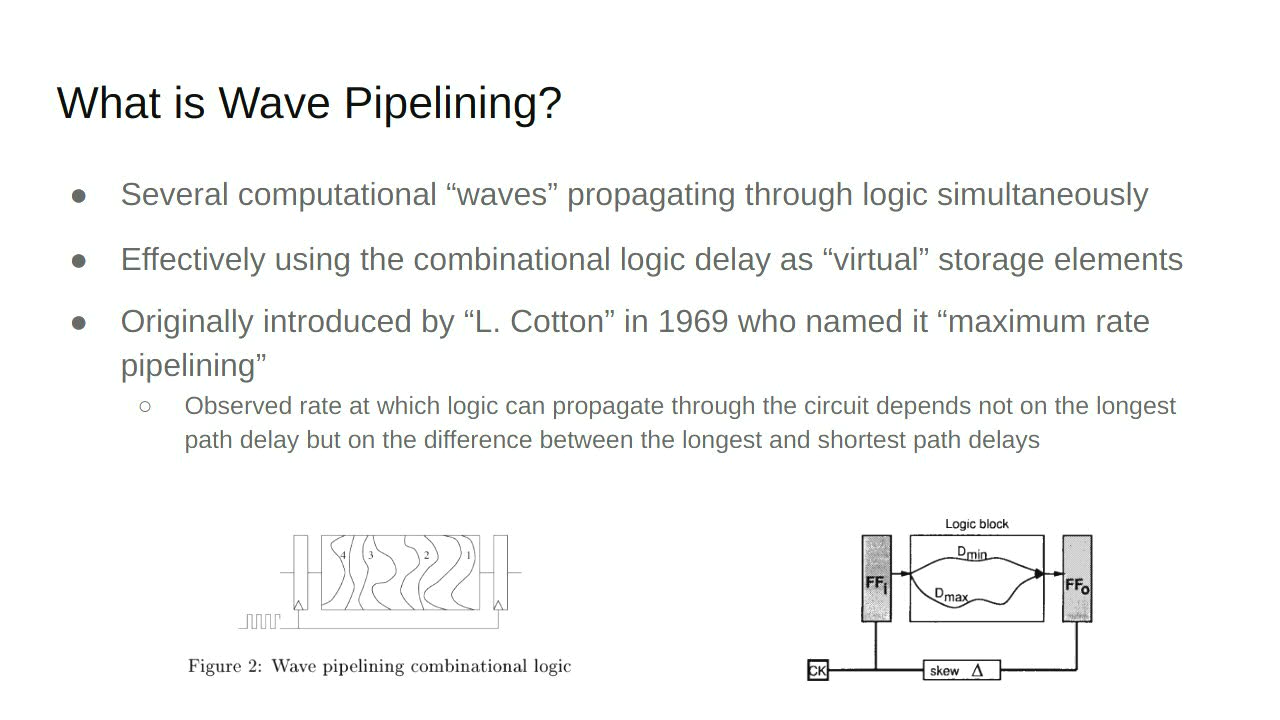 What is Wave Pipelining?
● Several computational “waves” propagating through logic simultaneously
● Effectively using the combinational logic delay as “virtual” storage elements
● Originally introduced by “L. Cotton” in 1969 who named it “maximum rate
pipelining”
○ Observed rate at which logic can propagate through the circuit depends not on the longest
path delay but on the difference between the longest and shortest path delays
4 3 2 1
Figure 2: Wave pipelining combinational logic
Logic block
Dmin
FFi
Dmax
FFo
CK
skew Δ